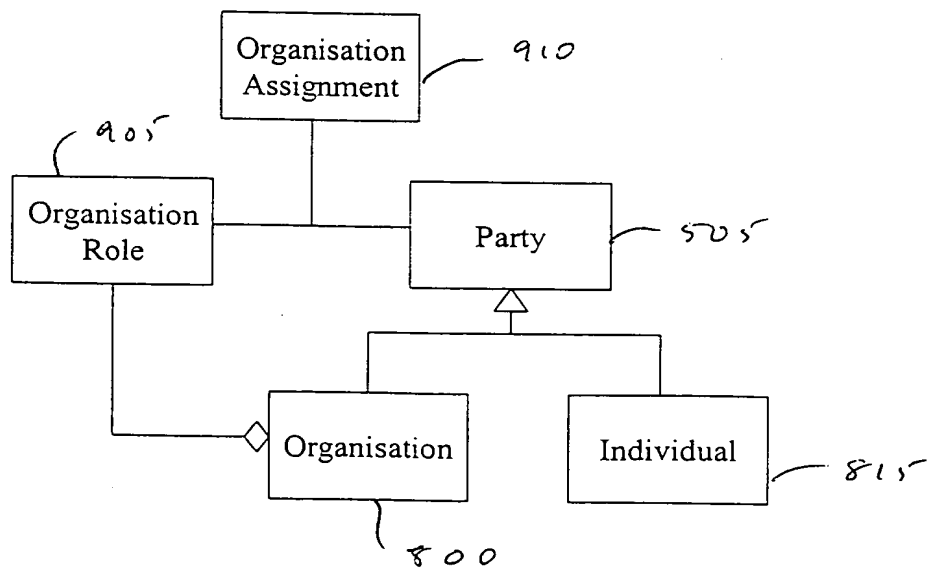 Organisation
Assignment
910
905
Organisation
Role
Party
505
Organisation
Individual
815
800